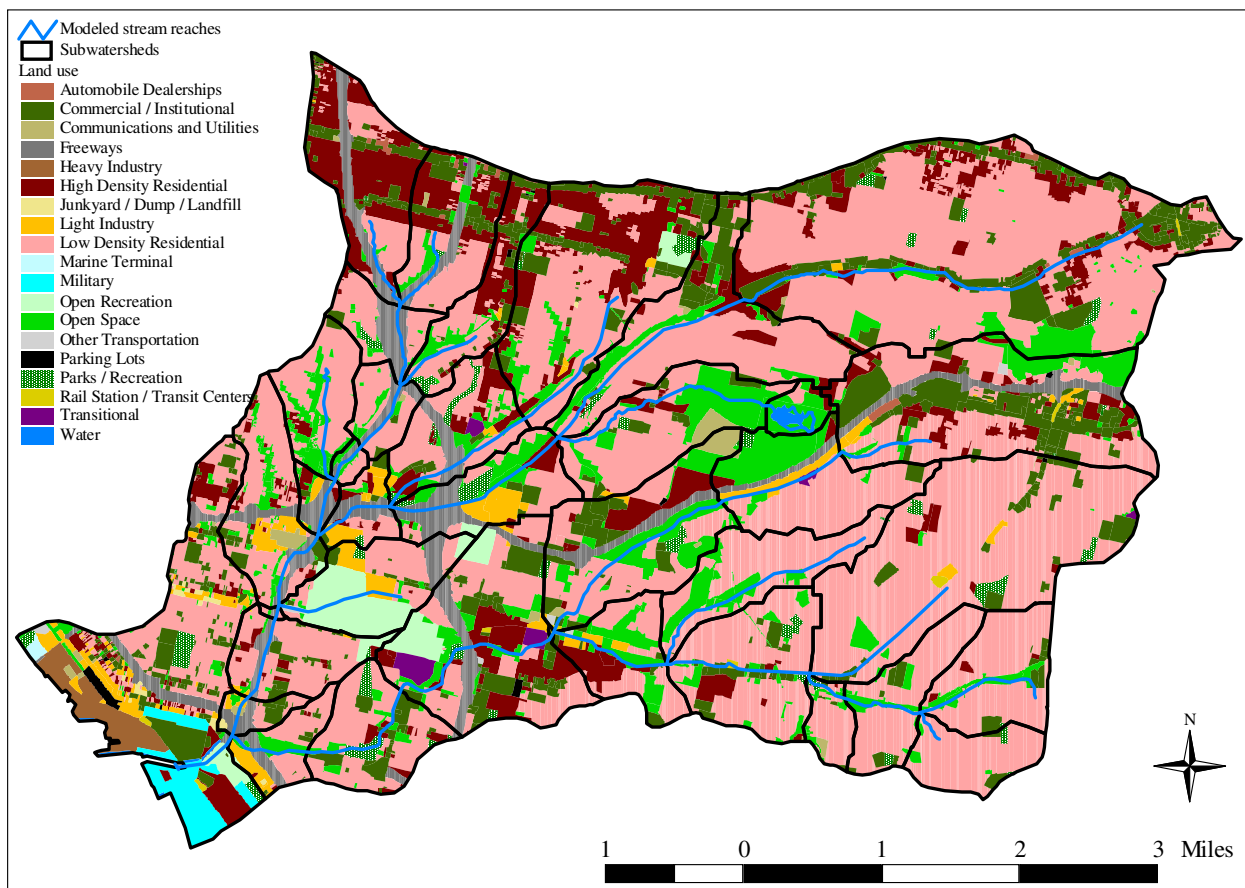 Modeled stream reaches
Subwatersheds
Land use
Automobile Dealerships
Commercial / Institutional
Communications and Utilities
Freeways
Heavy Industry
High Density Residential
Junkyard / Dump / Landfill
Light Industry
Low Density Residential
Marine Terminal
Military
Open Recreation
Open Space
Other Transportation
Parking Lots
Parks / Recreation
Rail Station / Transit Centers
Transitional
Water
N
1 0 1 2 3 Miles